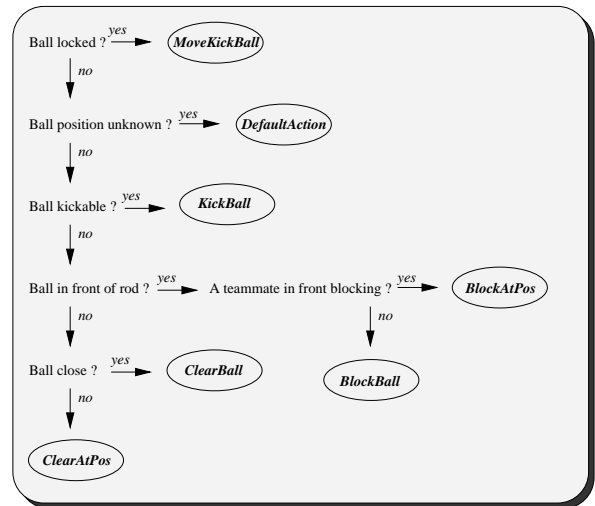 Ball locked ? yes MoveKickBall
no
Ball position unknown ? yes DefaultAction
no
Ball kickable ? yes KickBall
no
Ball in front of rod ? yes A teammate in front blocking ? yes BlockAtPos
no no
Ball close ? yes ClearBall BlockBall
no
ClearAtPos